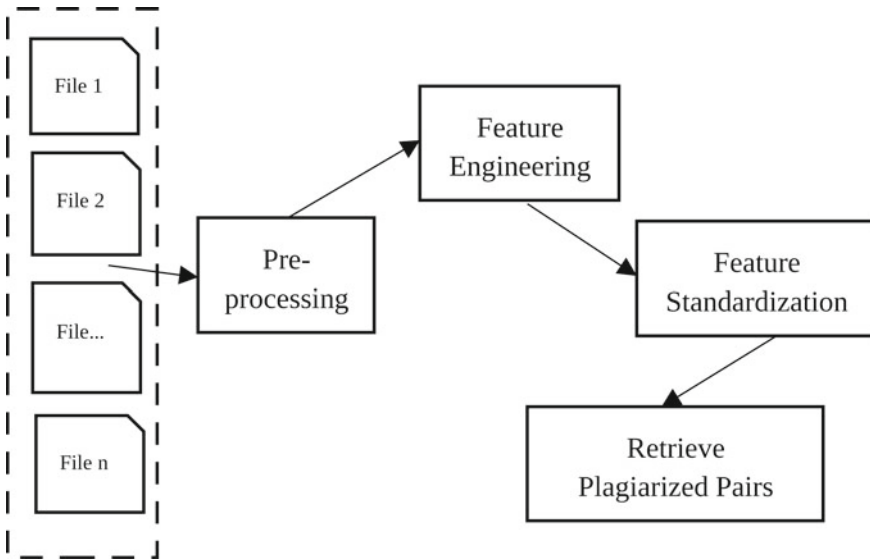 File 1
File 2
File...
File n
Pre-
processing
Feature
Engineering
Feature
Standardization
Retrieve
Plagiarized Pairs